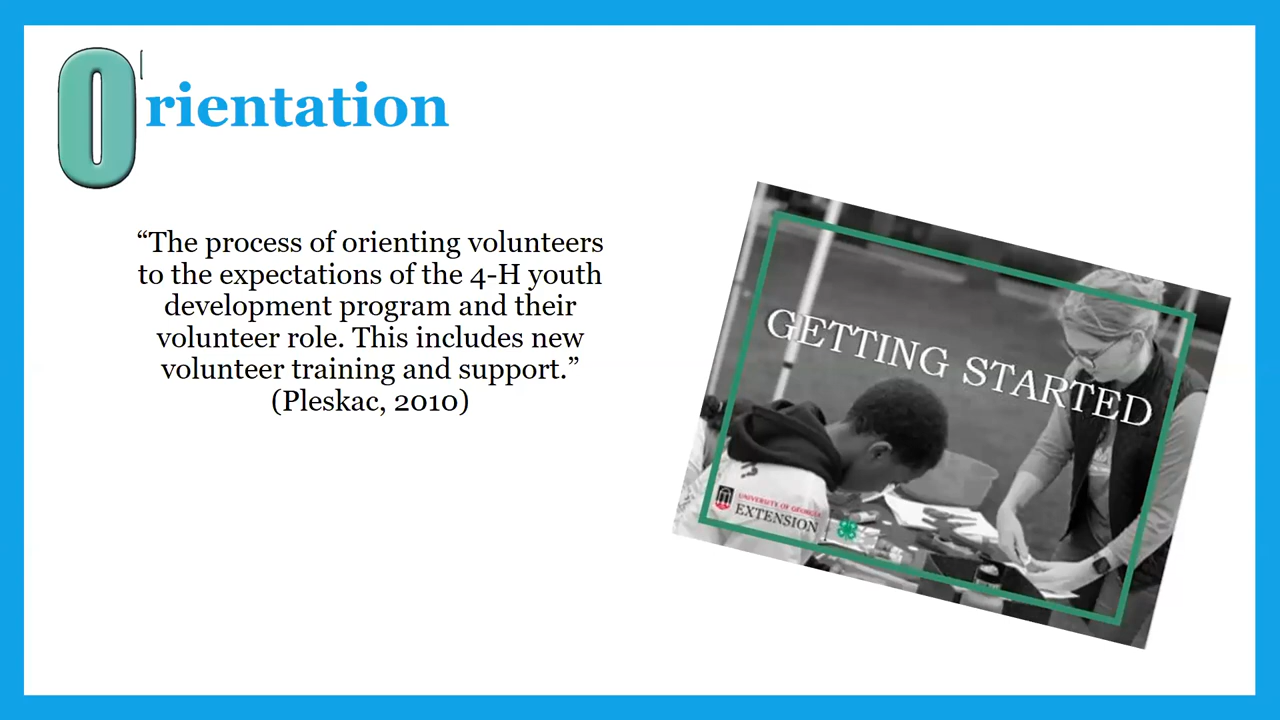 Orientation
“The process of orienting volunteers
to the expectations of the 4-H youth
development program and their
volunteer role. This includes new
volunteer training and support.”
(Pleskac, 2010)
GETTING STARTED
UNIVERSITY OF GEORGIA
EXTENSION